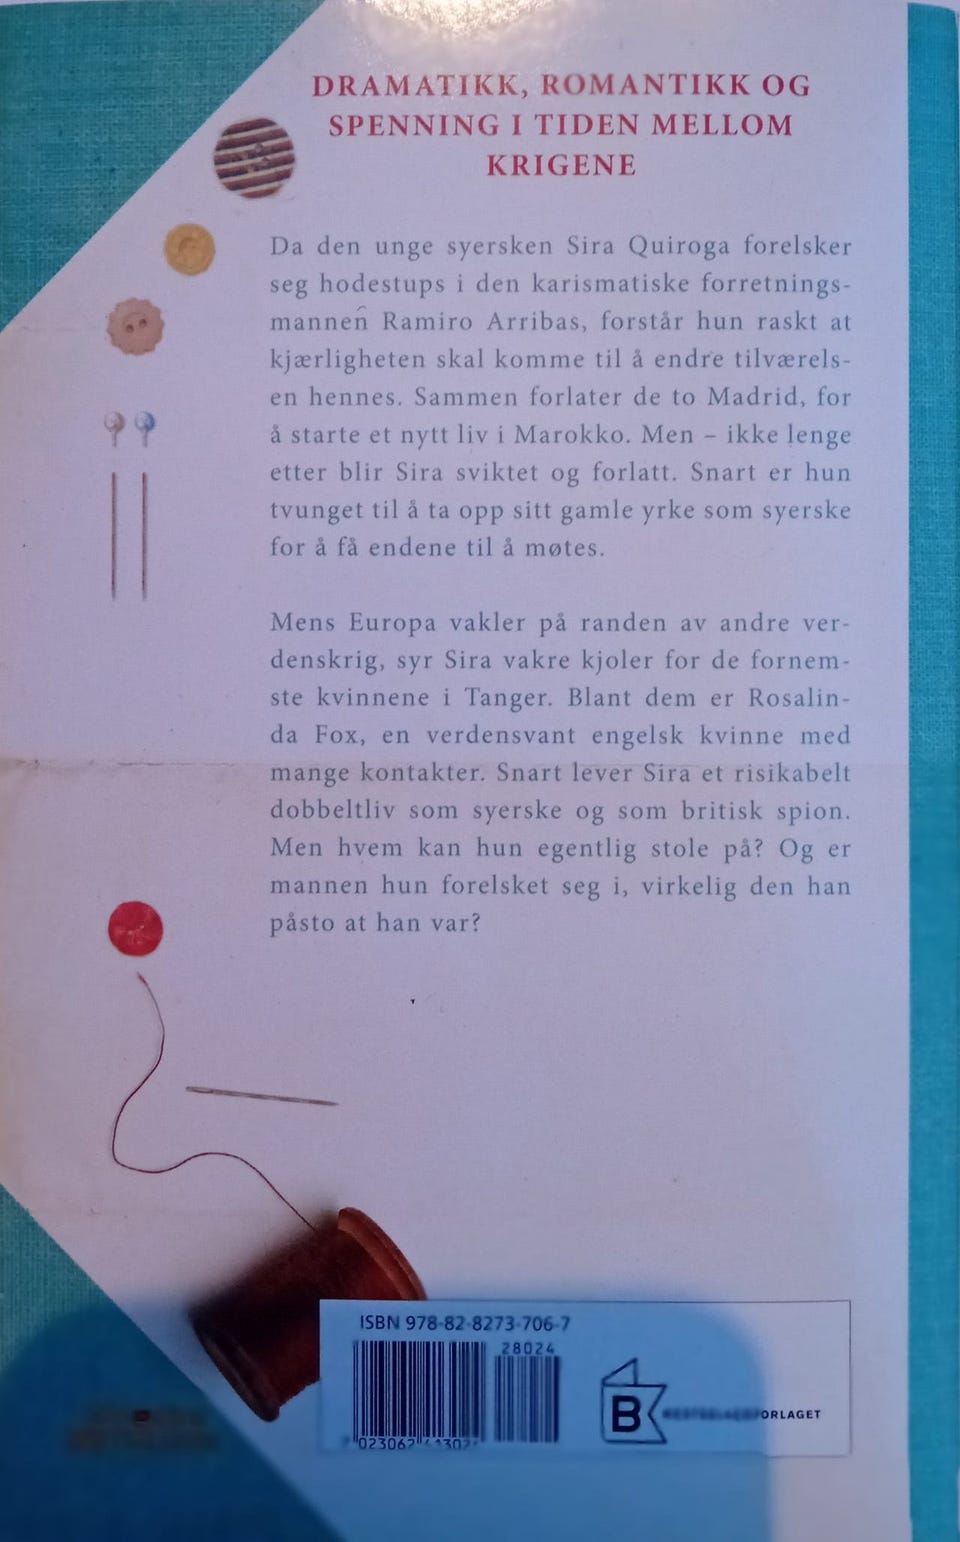 DRAMATIKK, ROMANTIKK OG
SPENNING I TIDEN MELLOM
KRIGENE
Da den unge syersken Sira Quiroga forelsker
seg hodestups i den karismatiske forretnings-
mannen Ramiro Arribas, forstår hun raskt at
kjærligheten skal komme til å endre tilværels-
en hennes. Sammen forlater de to Madrid, for
å starte et nytt liv i Marokko. Men – ikke lenge
etter blir Sira sviktet og forlatt. Snart er hun
tvunget til å ta opp sitt gamle yrke som syerske
for å få endene til å møtes.
Mens Europa vakler på randen av andre ver-
denskrig, syr Sira vakre kjoler for de fornem-
ste kvinnene i Tanger. Blant dem er Rosalin-
da Fox, en verdensvant engelsk kvinne med
mange kontakter. Snart lever Sira et risikabelt
dobbeltliv som syerske og som britisk spion.
Men hvem kan hun egentlig stole på? Og er
mannen hun forelsket seg i, virkelig den han
påsto at han var?
ISBN 978-82-8273-706-7
28024
B
ORLAGET